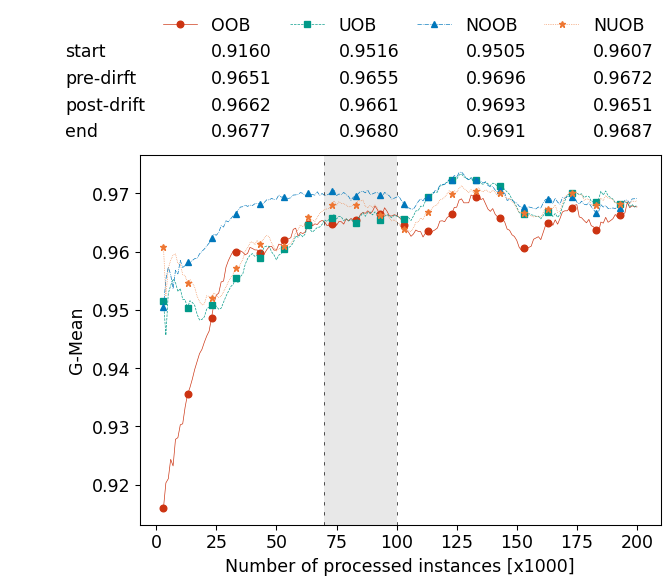 OOB UOB NOOB NUOB
start 0.9160 0.9516 0.9505 0.9607
pre-dirft 0.9651 0.9655 0.9696 0.9672
post-drift 0.9662 0.9661 0.9693 0.9651
end 0.9677 0.9680 0.9691 0.9687
0.97
0.96
0.95
0.94
0.93
0.92
G-Mean
0 25 50 75 100 125 150 175 200
Number of processed instances [x1000]